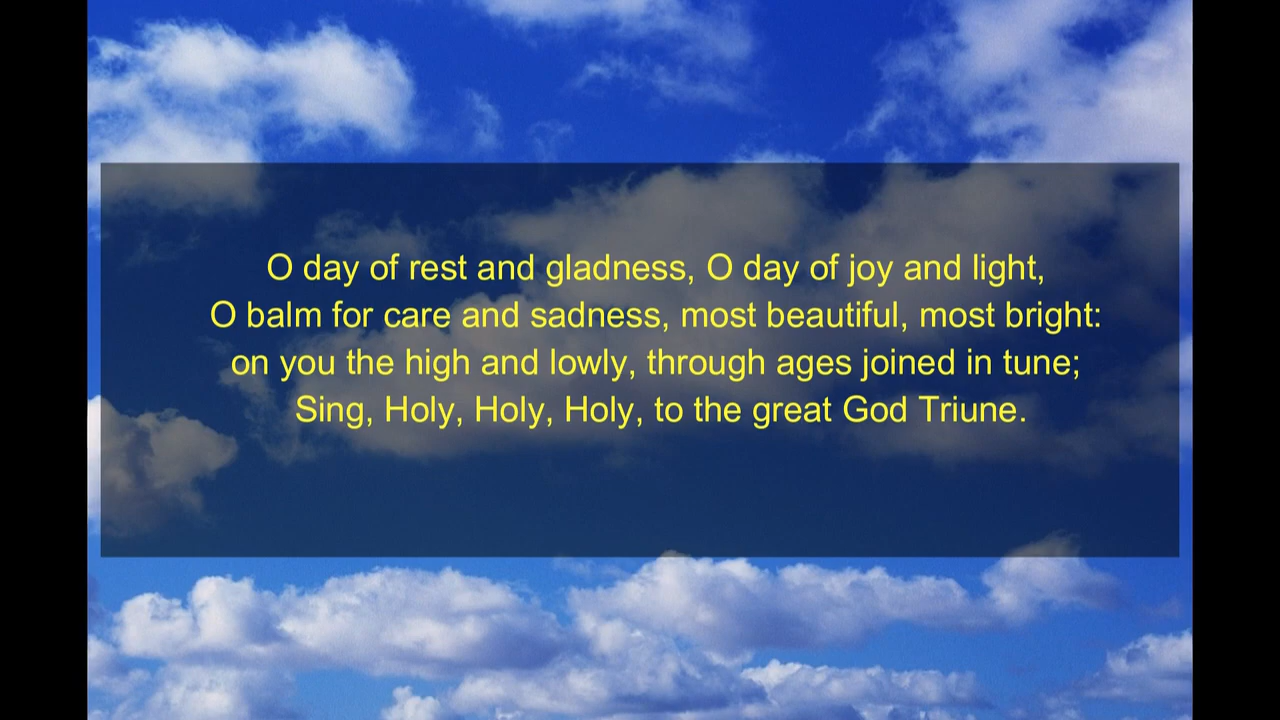 O day of rest and gladness, O day of joy and light,
O balm for care and sadness, most beautiful, most bright:
on you the high and lowly, through ages joined in tune;
Sing, Holy, Holy, Holy, to the great God Triune.